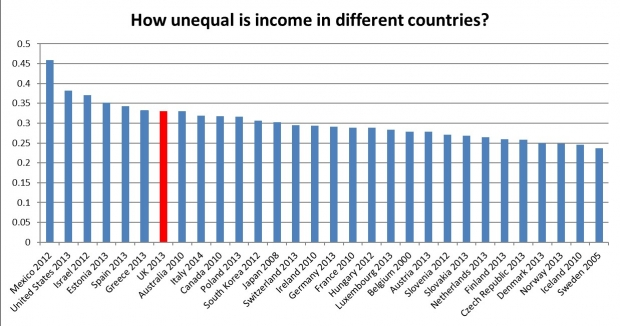 How unequal is income in different countries?
0.5
0.45
0.4
0.35
0.3
0.25
0.2
0.15
0.1
0.05
0
Mexico 2012
United States 2013
Israel 2012
Estonia 2013
Spain 2013
Greece 2013
UK 2013
Australia 2010
Italy 2014
Canada 2010
Poland 2013
South Korea 2012
Japan 2008
Switzerland 2013
Ireland 2010
Germany 2013
France 2010
Hungary 2012
Luxembourg 2013
Belgium 2000
Austria 2013
Slovenia 2012
Slovakia 2013
Netherlands 2013
Finland 2013
Czech Republic 2013
Denmark 2013
Norway 2013
Iceland 2010
Sweden 2005